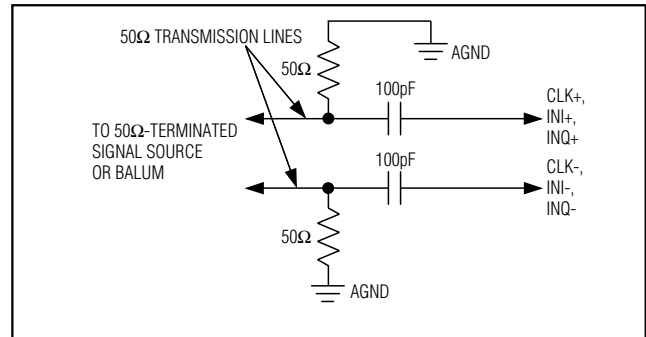 50Ω TRANSMISSION LINES
AGND
50Ω
100pF
CLK+,
INI+,
INQ+
TO 50Ω-TERMINATED
SIGNAL SOURCE
OR BALUM
100pF
CLK-,
INI-,
INQ-
50Ω
AGND